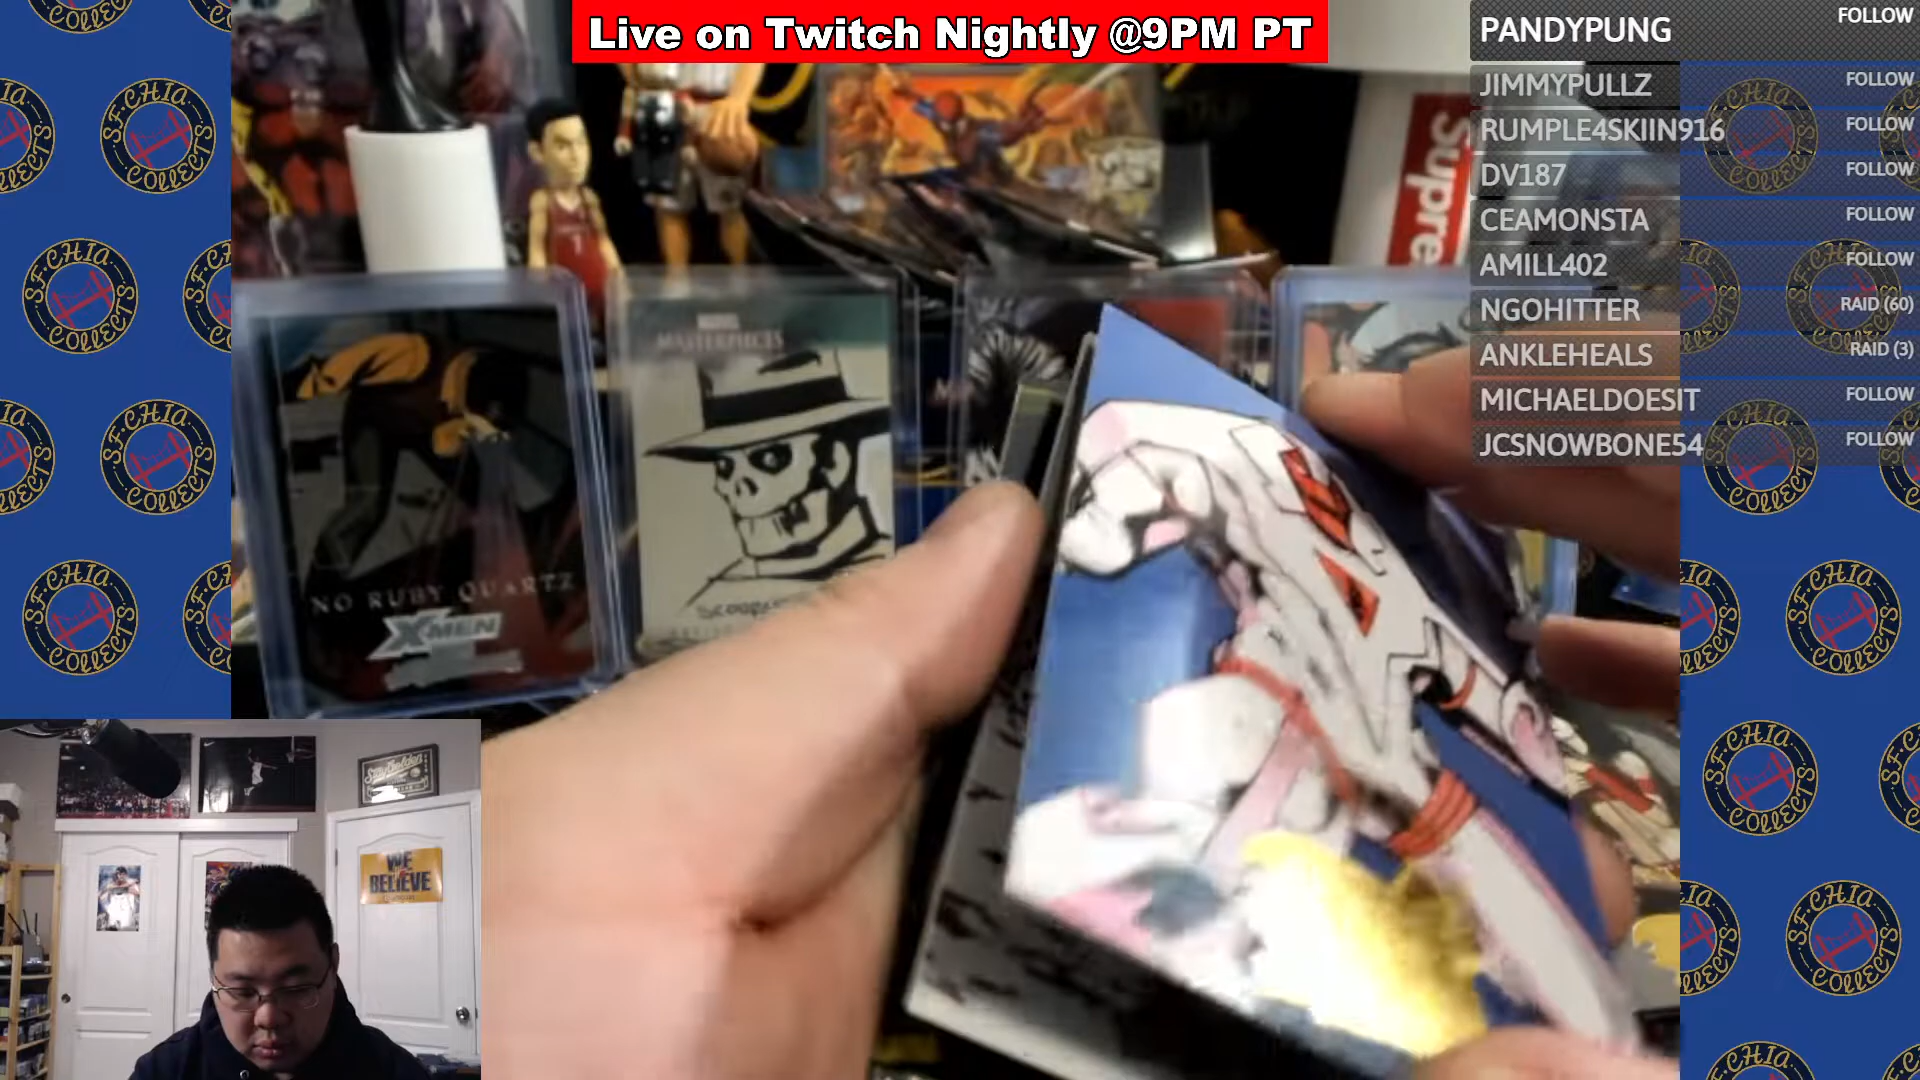 Live on Twitch Nightly @9PM PT
PANDYPUNG FOLLOW
JIMMYPULLZ FOLLOW
RUMPLE4SKIIN916 FOLLOW
DV187 FOLLOW
CEAMONSTA FOLLOW
AMILL402 FOLLOW
NGOHITTER RAID (60)
ANKLEHEALS RAID (3)
MICHAELDOESIT FOLLOW
JCSNOWBONE54 FOLLOW
Supre
MARVEL
MASTERPIECES
NO RUBY QUARTZ
X-MEN
WE
BELIEVE
S.F.CHIA
COLLECTS